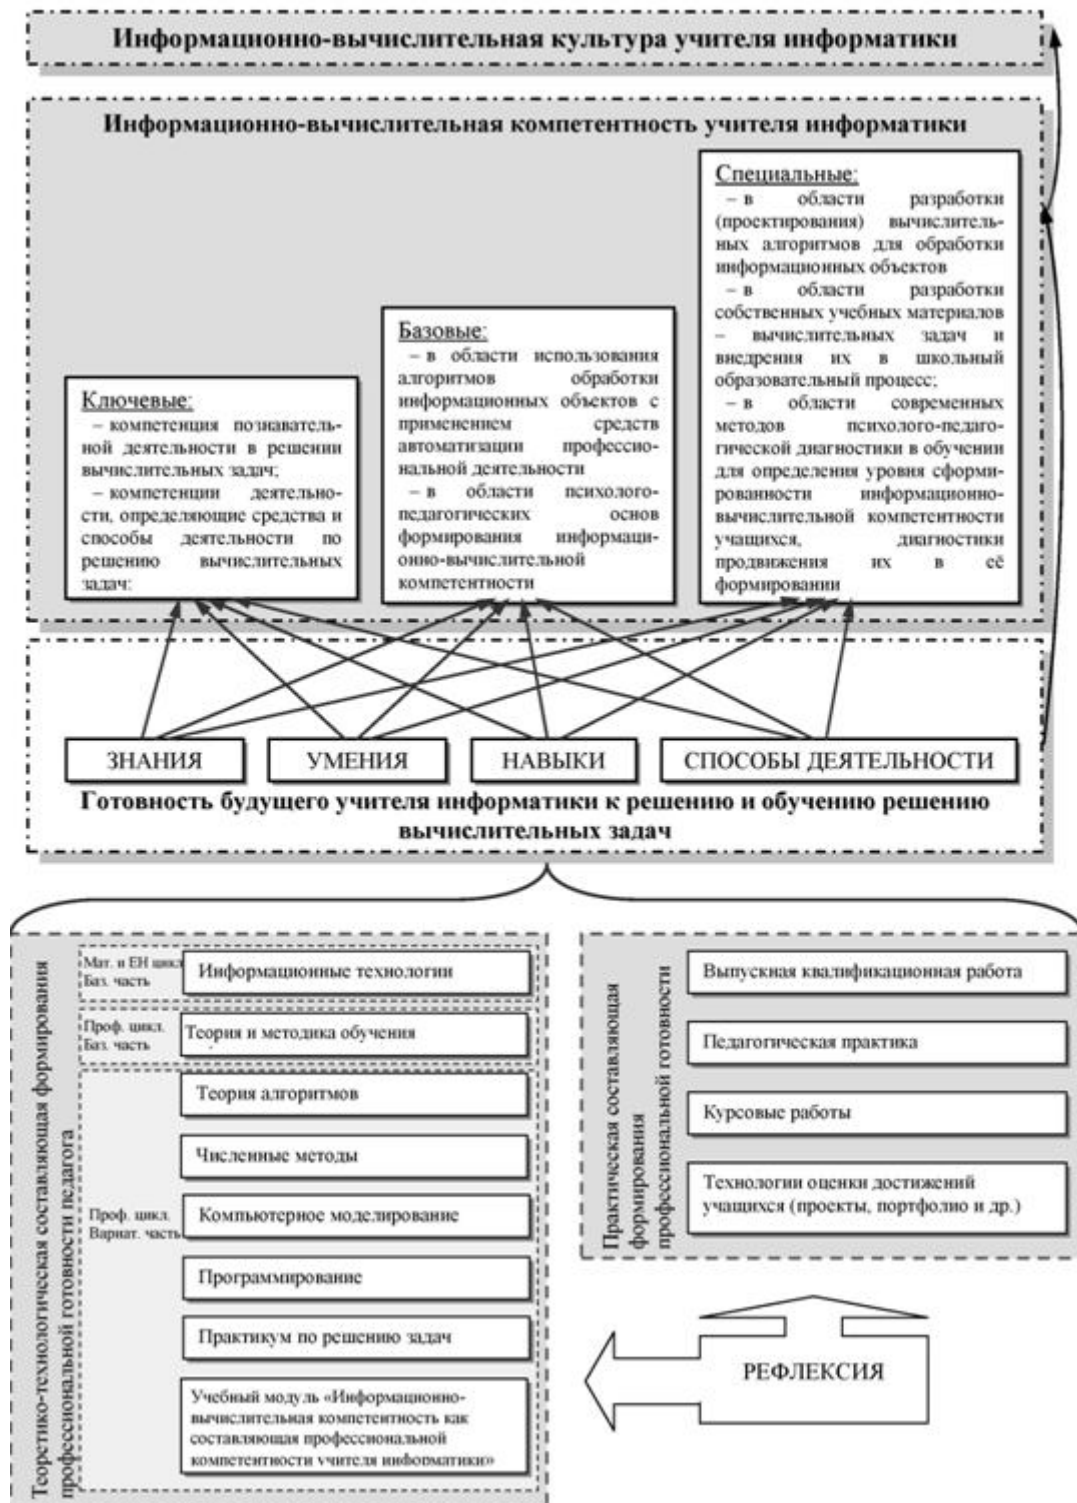 Информационно-вычислительная культура учителя информатики
Информационно-вычислительная компетентность учителя информатики
Ключевые:
– компетенция познаватель-
ной деятельности в решении
вычислительных задач;
– компетенции деятельно-
сти, определяющие средства и
способы деятельности по
решению вычислительных
задач:
Базовые:
– в области использования
алгоритмов обработки
информационных объектов с
применением средств
автоматизации профессио-
нальной деятельности
– в области психолого-
педагогических основ
формирования информаци-
онно-вычислительной
компетентности
Специальные:
– в области разработки
(проектирования) вычислитель-
ных алгоритмов для обработки
информационных объектов
– в области разработки
собственных учебных материалов
– вычислительных задач и
внедрения их в школьный
образовательный процесс;
– в области современных
методов психолого-педаго-
гической диагностики в обучении
для определения уровня сформи-
рованности информационно-
вычислительной компетентности
учащихся, диагностики
продвижения их в её
формировании
ЗНАНИЯ
УМЕНИЯ
НАВЫКИ
СПОСОБЫ ДЕЯТЕЛЬНОСТИ
Готовность будущего учителя информатики к решению и обучению решению
вычислительных задач
Теоретико-технологическая составляющая формирования
профессиональной готовности педагога
Мат. и ЕН цикл
Баз. часть
Информационные технологии
Проф. цикл.
Баз. часть
Теория и методика обучения
Проф. цикл.
Вариат. часть
Теория алгоритмов
Численные методы
Компьютерное моделирование
Программирование
Практикум по решению задач
Учебный модуль «Информационно-
вычислительная компетентность как
составляющая профессиональной
компетентности учителя информатики»
Практическая составляющая
формирования
профессиональной готовности
Выпускная квалификационная работа
Педагогическая практика
Курсовые работы
Технологии оценки достижений
учащихся (проекты, портфолио и др.)
РЕФЛЕКСИЯ